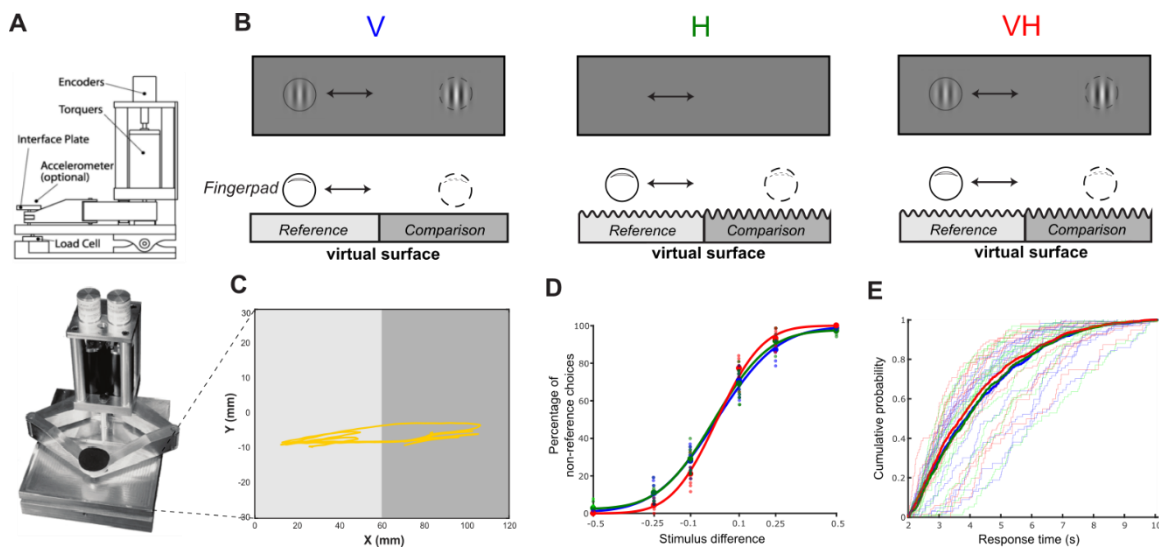 A
Encoders
Torquers
Interface Plate
Accelerometer
(optional)
Load Cell
B
V
H
VH
Fingerpad
Reference
Comparison
virtual surface
Reference
Comparison
virtual surface
Reference
Comparison
virtual surface
C
Y (mm)
30
20
10
0
-10
-20
-30
0
20
40
60
80
100
120
X (mm)
D
Percentage of
non-reference choices
100
80
60
40
20
0
-0.5
-0.25
-0.1
0.1
0.25
0.5
Stimulus difference
E
Cumulative probability
1
0.8
0.6
0.4
0.2
0
2
3
4
5
6
7
8
9
10
Response time (s)